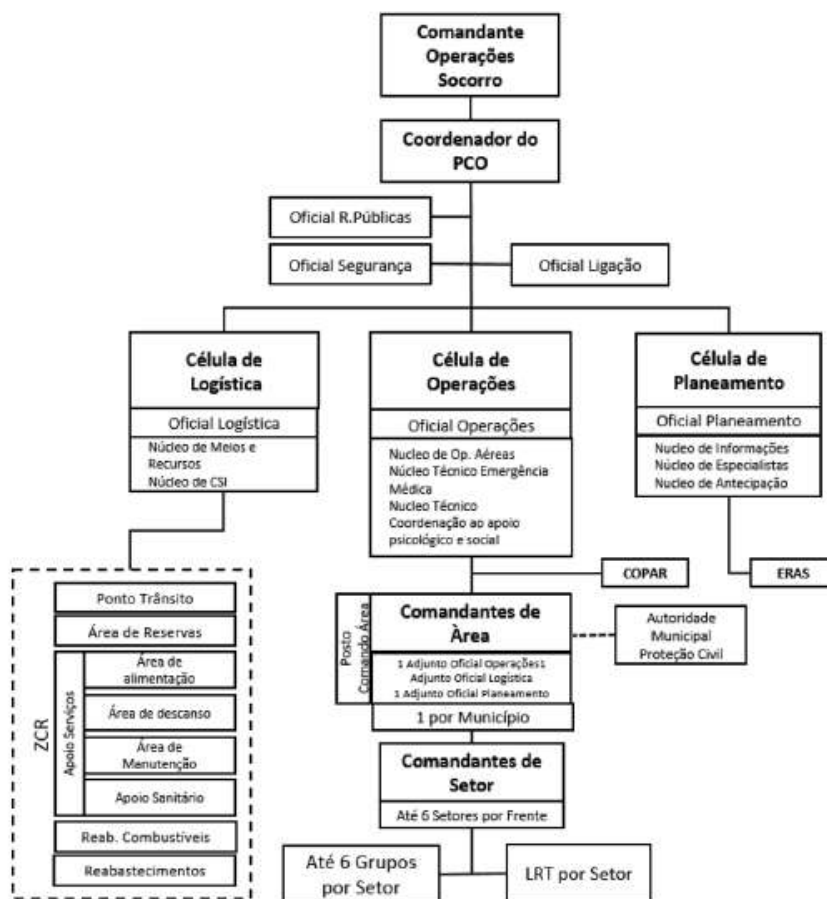 Comandante
Operações
Socorro
Coordenador do
PCO
Oficial R.Públicas
Oficial Segurança
Oficial Ligação
Célula de
Logística
Oficial Logística
Núcleo de Meios e
Recursos
Núcleo de CSI
Célula de
Operações
Oficial Operações
Nucleo de Op. Aéreas
Núcleo Técnico Emergência
Médica
Nucleo Técnico
Coordenação ao apoio
psicológico e social
Célula de
Planeamento
Oficial Planeamento
Nucleo de Informações
Núcleo de Especialistas
Nucleo de Antecipação
COPAR
ERAS
ZCR
Ponto Trânsito
Área de Reservas
Apoio Serviços
Área de
alimentação
Área de descanso
Área de
Manutenção
Apoio Sanitário
Reab. Combustíveis
Reabastecimentos
Posto
Comando Área
Comandantes de
Àrea
1 Adjunto Oficial Operações1
Adjunto Oficial Logística
1 Adjunto Oficial Planeamento
1 por Município
Autoridade
Municipal
Proteção Civil
Comandantes de
Setor
Até 6 Setores por Frente
Até 6 Grupos
por Setor
LRT por Setor